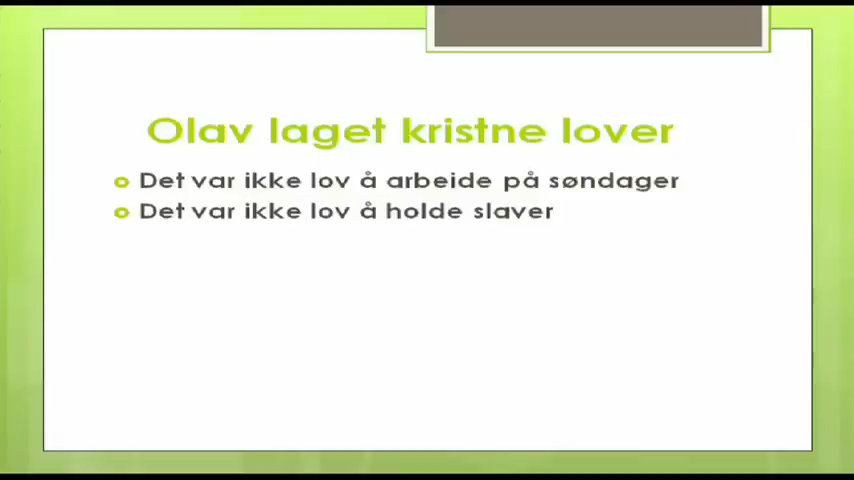 Olav laget kristne lover
Det var ikke lov å arbeide på søndager
Det var ikke lov å holde slaver